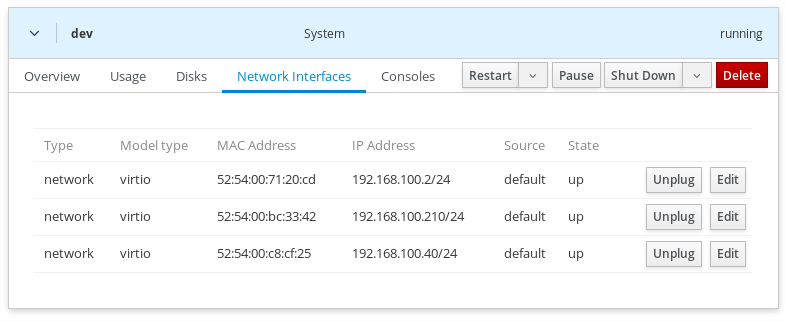 dev System running
Overview Usage Disks Network Interfaces Consoles Restart Pause Shut Down Delete
Type Model type MAC Address IP Address Source State
network virtio 52:54:00:71:20:cd 192.168.100.2/24 default up Unplug Edit
network virtio 52:54:00:bc:33:42 192.168.100.210/24 default up Unplug Edit
network virtio 52:54:00:c8:cf:25 192.168.100.40/24 default up Unplug Edit